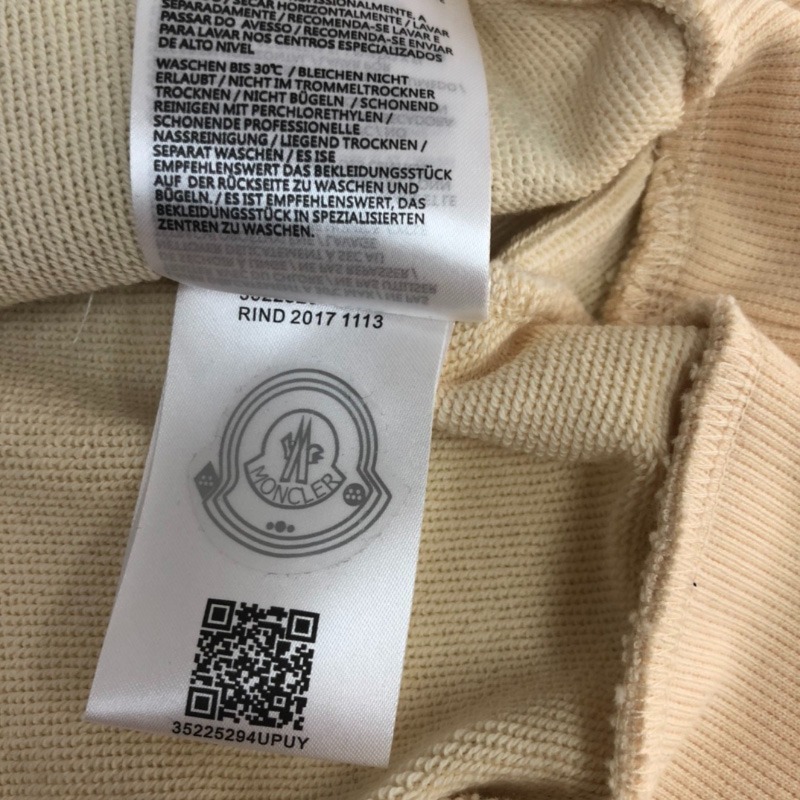 SEPARADAMENTE / SECAR HORIZONTALMENTE / LAVAR
PASSAR DO AVESSO / RECOMENDA-SE LAVAR E
PARA LAVAR NOS CENTROS ESPECIALIZADOS
DE ALTO NIVEL
WASCHEN BIS 30℃ / BLEICHEN NICHT
ERLAUBT / NICHT IM TROMMELTROCKNER
TROCKNEN / NICHT BÜGELN / SCHONEND
REINIGEN MIT PERCHLORETHYLEN /
SCHONENDE PROFESSIONELLE
NASSREINIGUNG / LIEGEND TROCKNEN /
SEPARAT WASCHEN / ES ISE
EMPFEHLENSWERT DAS BEKLEIDUNGSSTÜCK
AUF DER RÜCKSEITE ZU WASCHEN UND
BÜGELN. / ES IST EMPFEHLENSWERT, DAS
BEKLEIDUNGSSTÜCK IN SPEZIALISIERTEN
ZENTREN ZU WASCHEN.
RIND 2017 1113
MONCLER
35225294UPUY